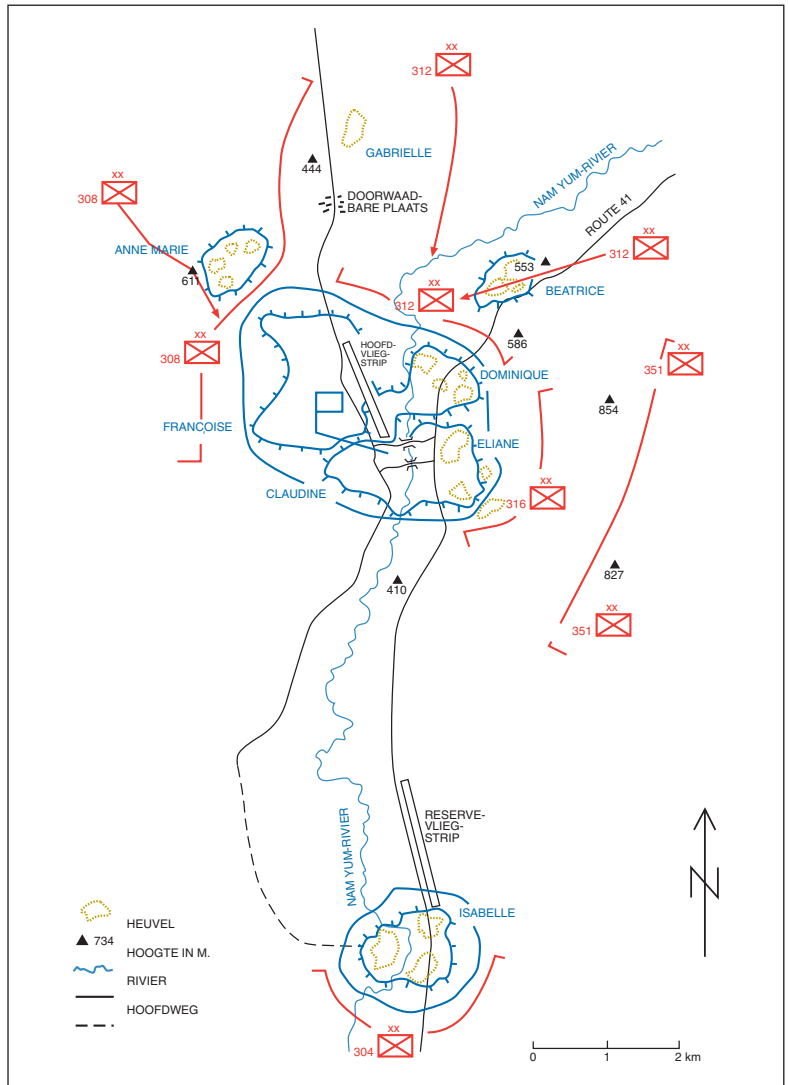 xx
312
GABRIELLE
444
NAM YUM-RIVIER
xx
308
DOORWAAD-
BARE PLAATS
ROUTE 41
ANNE MARIE
611
xx
312
553
BEATRICE
xx
312
xx
308
HOOFD-
VLIEG-
STRIP
586
xx
351
DOMINIQUE
854
FRANCOISE
ELIANE
CLAUDINE
xx
316
827
410
xx
351
RESERVE-
VLIEG-
STRIP
NAM YUM-RIVIER
ISABELLE
HEUVEL
734
HOOGTE IN M.
RIVIER
HOOFDWEG
xx
304
N
0 1 2 km